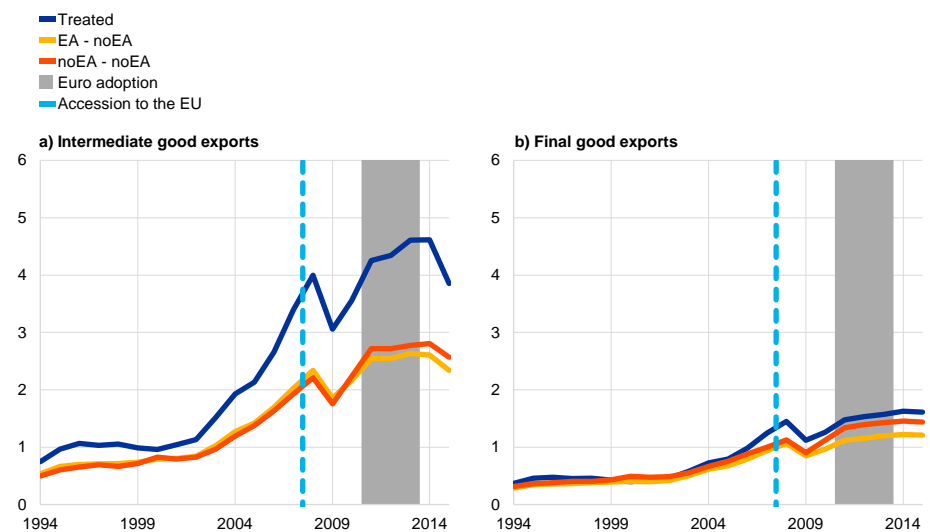 Treated
EA - noEA
noEA - noEA
Euro adoption
Accession to the EU
a) Intermediate good exports
6
5
4
3
2
1
0
1994 1999 2004 2009 2014
b) Final good exports
6
5
4
3
2
1
0
1994 1999 2004 2009 2014